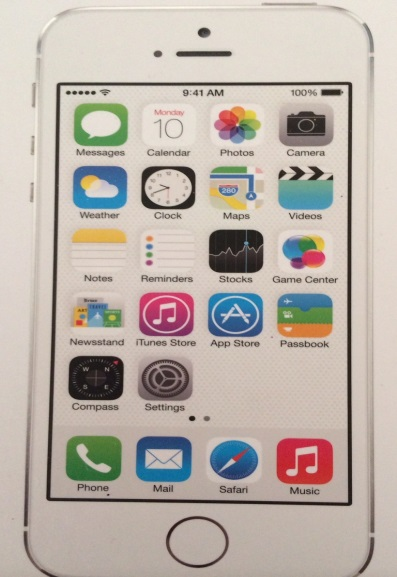 9:41 AM 100%
Monday
10
Messages Calendar Photos Camera
280
Weather Clock Maps Videos
Notes Reminders Stocks Game Center
Newsstand iTunes Store App Store Passbook
W N
S E
Compass Settings
Phone Mail Safari Music